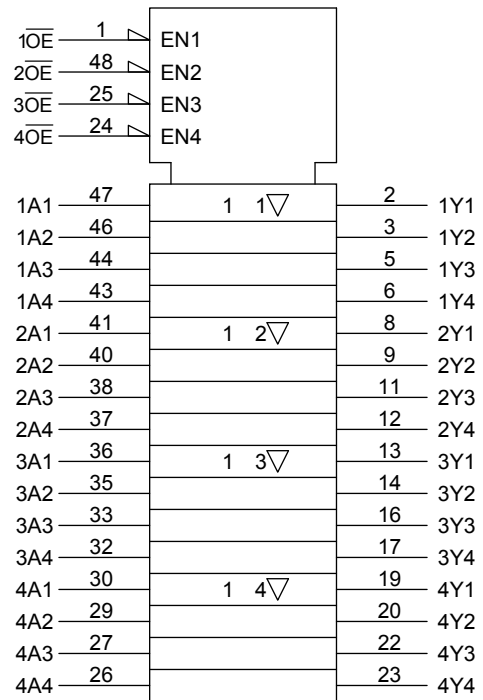 1O̅E̅ 1 EN1
2O̅E̅ 48 EN2
3O̅E̅ 25 EN3
4O̅E̅ 24 EN4
1A1 47 1 1▽ 2 1Y1
1A2 46 3 1Y2
1A3 44 5 1Y3
1A4 43 6 1Y4
2A1 41 1 2▽ 8 2Y1
2A2 40 9 2Y2
2A3 38 11 2Y3
2A4 37 12 2Y4
3A1 36 1 3▽ 13 3Y1
3A2 35 14 3Y2
3A3 33 16 3Y3
3A4 32 17 3Y4
4A1 30 1 4▽ 19 4Y1
4A2 29 20 4Y2
4A3 27 22 4Y3
4A4 26 23 4Y4